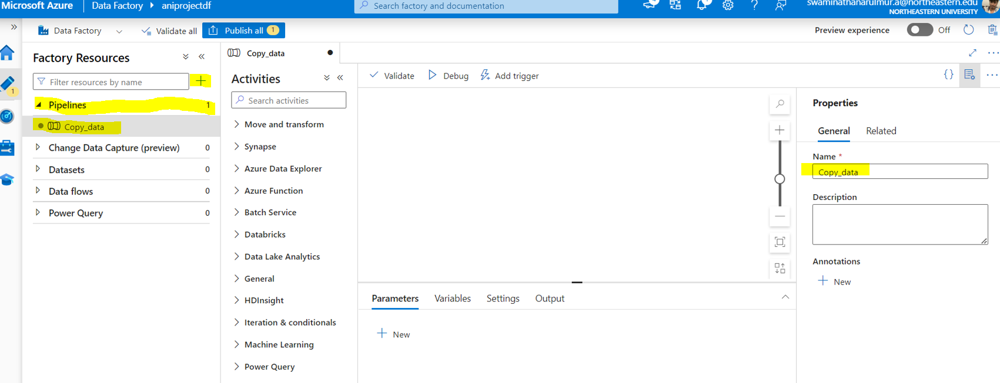 Microsoft Azure
Data Factory
aniprojectdf
Search factory and documentation
swaminathanarulmur.a@northeastern.edu
NORTHEASTERN UNIVERSITY
Data Factory
Validate all
Publish all 1
Preview experience
Off
1
Factory Resources
Filter resources by name
Pipelines 1
Copy_data
Change Data Capture (preview) 0
Datasets 0
Data flows 0
Power Query 0
Copy_data
Activities
Search activities
Move and transform
Synapse
Azure Data Explorer
Azure Function
Batch Service
Databricks
Data Lake Analytics
General
HDInsight
Iteration & conditionals
Machine Learning
Power Query
Validate
Debug
Add trigger
{}
Parameters
Variables
Settings
Output
New
Properties
General
Related
Name *
Copy_data
Description
Annotations
New